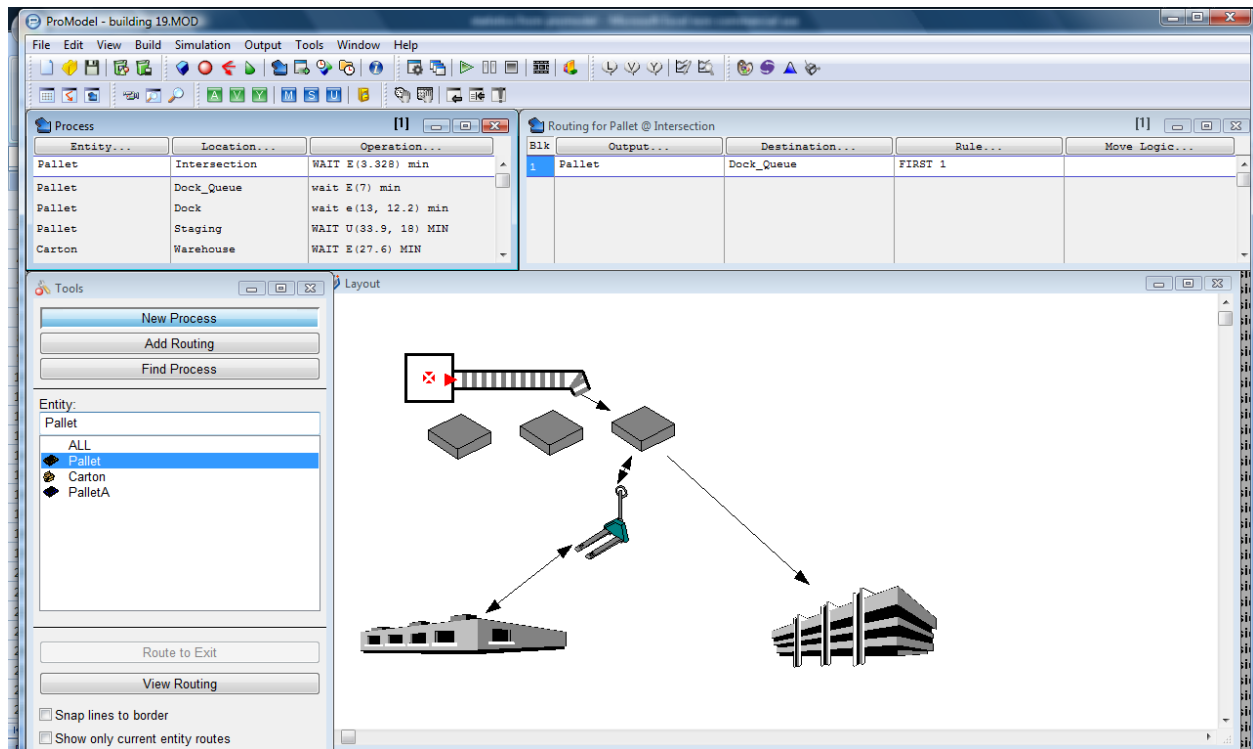 ProModel - building 19.MOD
File Edit View Build Simulation Output Tools Window Help
Process [1]
Entity... Location... Operation...
Pallet Intersection WAIT E(3.328) min
Pallet Dock_Queue wait E(7) min
Pallet Dock wait e(13, 12.2) min
Pallet Staging WAIT U(33.9, 18) MIN
Carton Warehouse WAIT E(27.6) MIN
Routing for Pallet @ Intersection [1]
Blk Output... Destination... Rule... Move Logic...
1 Pallet Dock_Queue FIRST 1
Tools
New Process
Add Routing
Find Process
Entity:
Pallet
ALL
Pallet
Carton
PalletA
Route to Exit
View Routing
Snap lines to border
Show only current entity routes
Layout